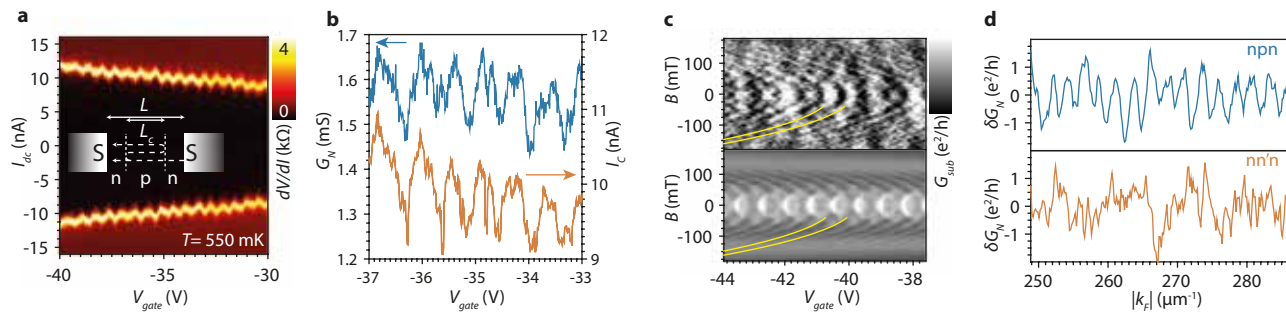 a
I_dc (nA)
15
10
5
0
-5
-10
-15
L
L_c
S
S
n p n
T= 550 mK
-40
-30
V_gate (V)
4
0
dV/dI (kΩ)
b
G_N (mS)
1.7
1.6
1.5
1.4
1.3
1.2
12
11
10
9
I_C (nA)
-37
-36
-35
-34
-33
V_gate (V)
c
B (mT)
100
0
-100
B (mT)
100
0
-100
-44
-42
-40
-38
V_gate (V)
G_sub (e²/h)
d
npn
δG_N (e²/h)
1
0
-1
nn'n
δG_N (e²/h)
1
0
-1
250
260
270
280
|k_F| (μm⁻¹)